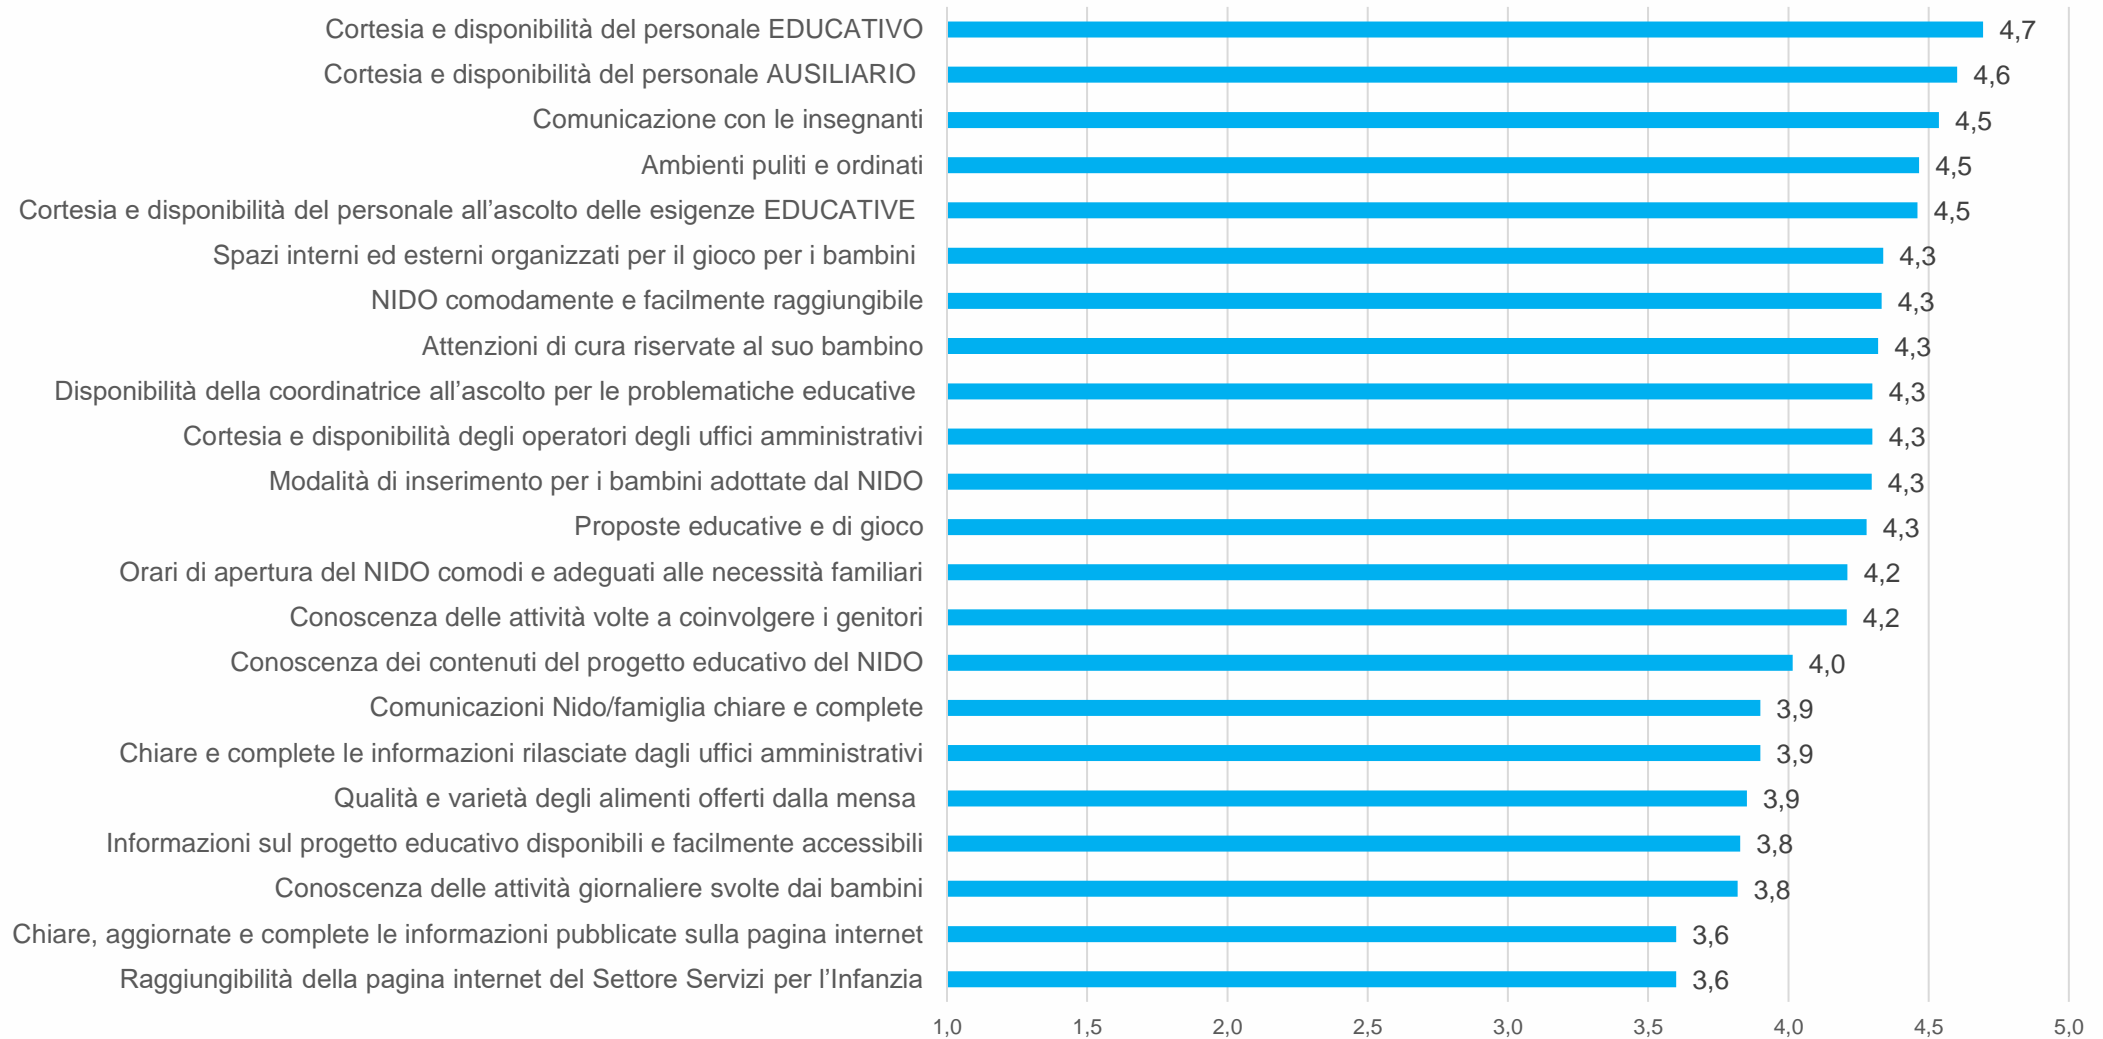 Cortesia e disponibilità del personale EDUCATIVO 4,7
Cortesia e disponibilità del personale AUSILIARIO 4,6
Comunicazione con le insegnanti 4,5
Ambienti puliti e ordinati 4,5
Cortesia e disponibilità del personale all’ascolto delle esigenze EDUCATIVE 4,5
Spazi interni ed esterni organizzati per il gioco per i bambini 4,3
NIDO comodamente e facilmente raggiungibile 4,3
Attenzioni di cura riservate al suo bambino 4,3
Disponibilità della coordinatrice all’ascolto per le problematiche educative 4,3
Cortesia e disponibilità degli operatori degli uffici amministrativi 4,3
Modalità di inserimento per i bambini adottate dal NIDO 4,3
Proposte educative e di gioco 4,3
Orari di apertura del NIDO comodi e adeguati alle necessità familiari 4,2
Conoscenza delle attività volte a coinvolgere i genitori 4,2
Conoscenza dei contenuti del progetto educativo del NIDO 4,0
Comunicazioni Nido/famiglia chiare e complete 3,9
Chiare e complete le informazioni rilasciate dagli uffici amministrativi 3,9
Qualità e varietà degli alimenti offerti dalla mensa 3,9
Informazioni sul progetto educativo disponibili e facilmente accessibili 3,8
Conoscenza delle attività giornaliere svolte dai bambini 3,8
Chiare, aggiornate e complete le informazioni pubblicate sulla pagina internet 3,6
Raggiungibilità della pagina internet del Settore Servizi per l’Infanzia 3,6
1,0 1,5 2,0 2,5 3,0 3,5 4,0 4,5 5,0